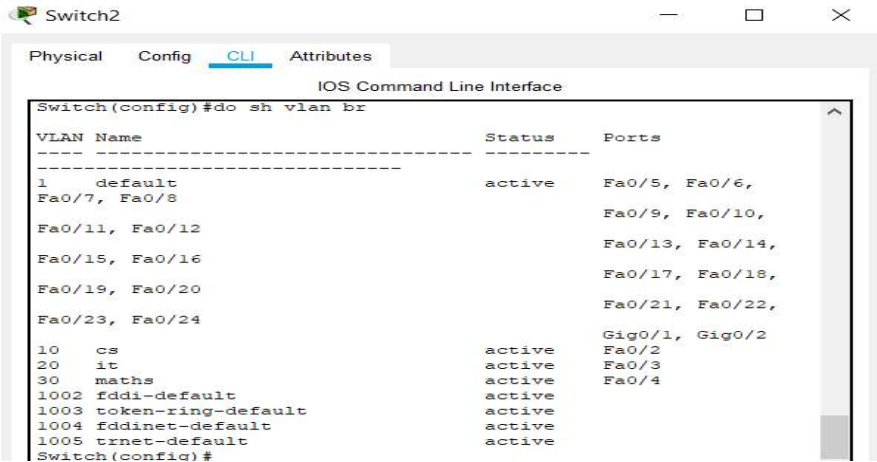 Switch2
Physical Config CLI Attributes
IOS Command Line Interface
Switch(config)#do sh vlan br
VLAN Name Status Ports
---- -------------------------------- ---------
-------------------------------
1 default active Fa0/5, Fa0/6,
Fa0/7, Fa0/8
Fa0/9, Fa0/10,
Fa0/11, Fa0/12
Fa0/13, Fa0/14,
Fa0/15, Fa0/16
Fa0/17, Fa0/18,
Fa0/19, Fa0/20
Fa0/21, Fa0/22,
Fa0/23, Fa0/24
Gig0/1, Gig0/2
10 cs active Fa0/2
20 it active Fa0/3
30 maths active Fa0/4
1002 fddi-default active
1003 token-ring-default active
1004 fddinet-default active
1005 trnet-default active
Switch(config)#